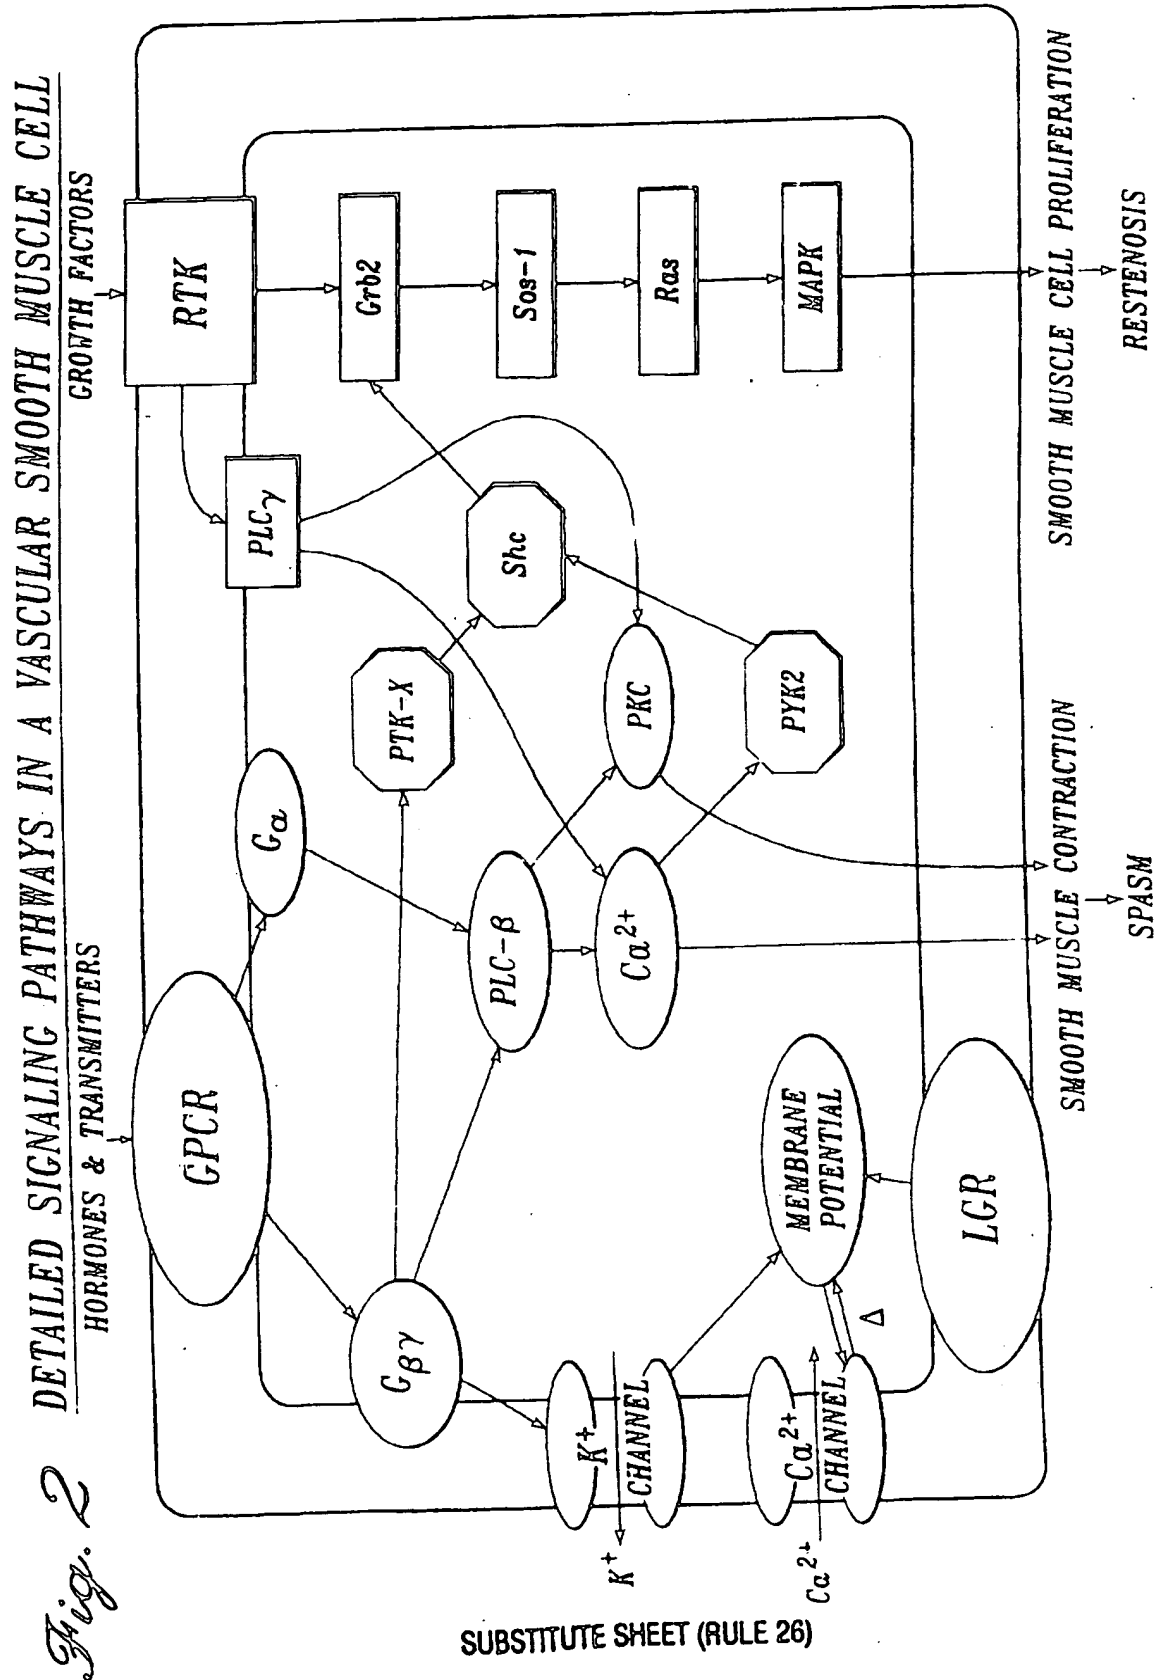 Fig. 2
DETAILED SIGNALING PATHWAYS IN A VASCULAR SMOOTH MUSCLE CELL
HORMONES & TRANSMITTERS
GROWTH FACTORS
GPCR
RTK
Gα
PLCγ
Gβγ
PTK-X
Grb2
PLC-β
Shc
Sos-1
K+
CHANNEL
K+
Ca2+
PKC
Ras
MEMBRANE
POTENTIAL
PYK2
MAPK
Ca2+
CHANNEL
Ca2+
Δ
LGR
SMOOTH MUSCLE CONTRACTION
SPASM
SMOOTH MUSCLE CELL PROLIFERATION
RESTENOSIS
SUBSTITUTE SHEET (RULE 26)